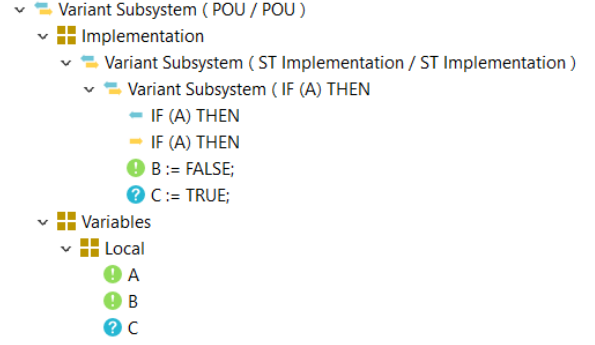 Variant Subsystem ( POU / POU )
Implementation
Variant Subsystem ( ST Implementation / ST Implementation )
Variant Subsystem ( IF (A) THEN
IF (A) THEN
IF (A) THEN
! B := FALSE;
? C := TRUE;
Variables
Local
! A
! B
? C